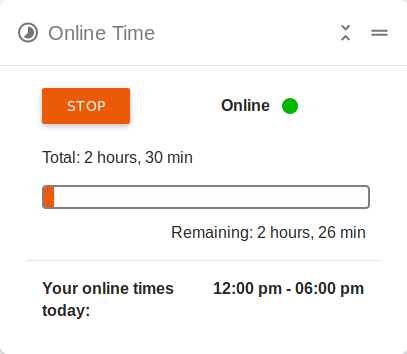 Online Time
STOP
Online
Total: 2 hours, 30 min
Remaining: 2 hours, 26 min
Your online times today:
12:00 pm - 06:00 pm